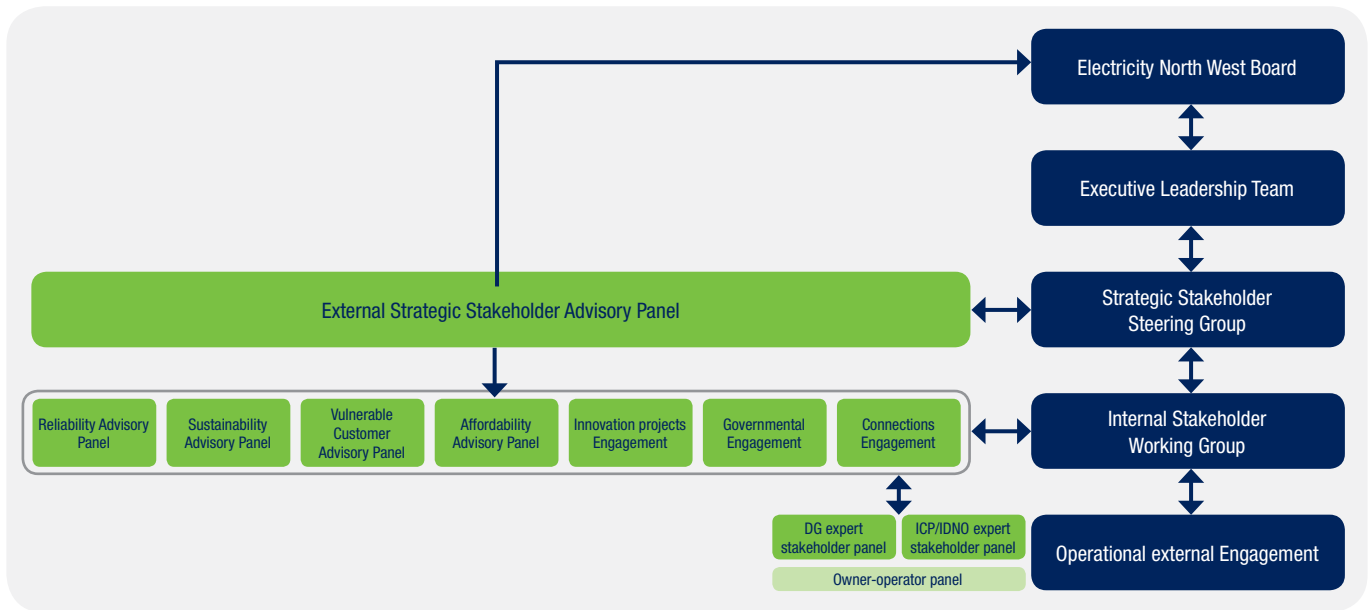 Electricity North West Board
Executive Leadership Team
External Strategic Stakeholder Advisory Panel
Strategic Stakeholder
Steering Group
Reliability Advisory
Panel
Sustainability
Advisory Panel
Vulnerable
Customer
Advisory Panel
Affordability
Advisory Panel
Innovation projects
Engagement
Governmental
Engagement
Connections
Engagement
Internal Stakeholder
Working Group
DG expert
stakeholder panel
ICP/IDNO expert
stakeholder panel
Owner-operator panel
Operational external Engagement